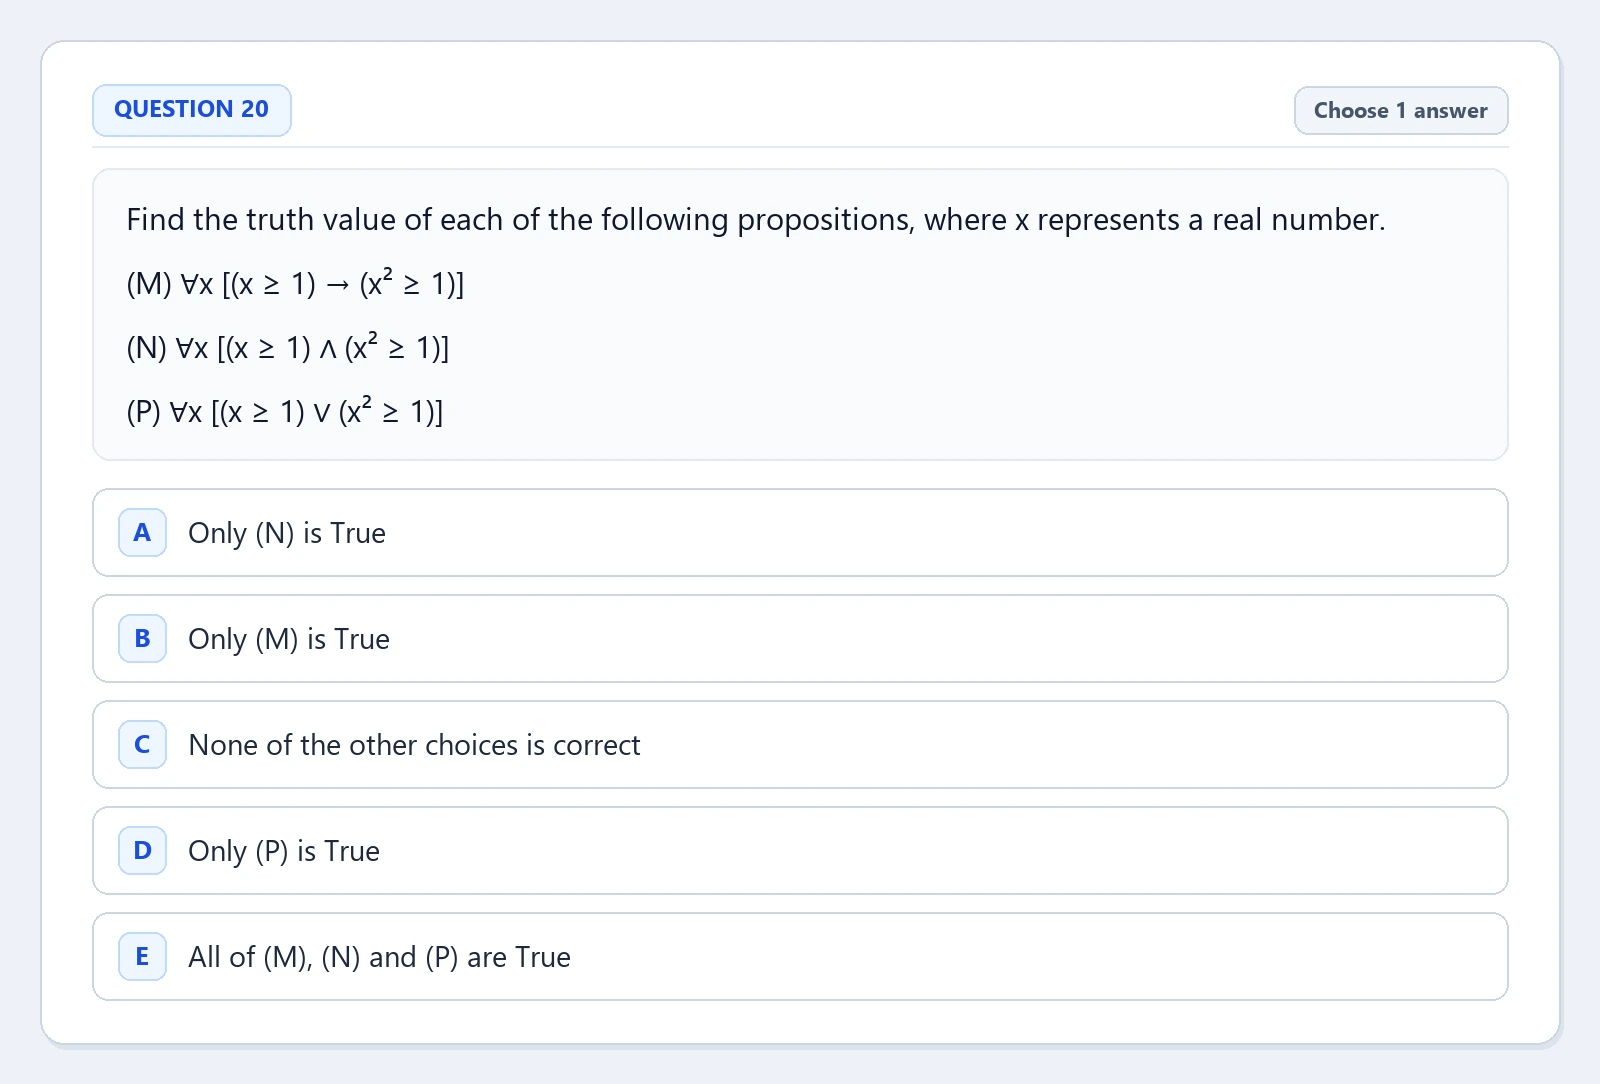 QUESTION 20
Choose 1 answer
Find the truth value of each of the following propositions, where x represents a real number.
(M) ∀x [(x ≥ 1) → (x² ≥ 1)]
(N) ∀x [(x ≥ 1) ∧ (x² ≥ 1)]
(P) ∀x [(x ≥ 1) ∨ (x² ≥ 1)]
A Only (N) is True
B Only (M) is True
C None of the other choices is correct
D Only (P) is True
E All of (M), (N) and (P) are True